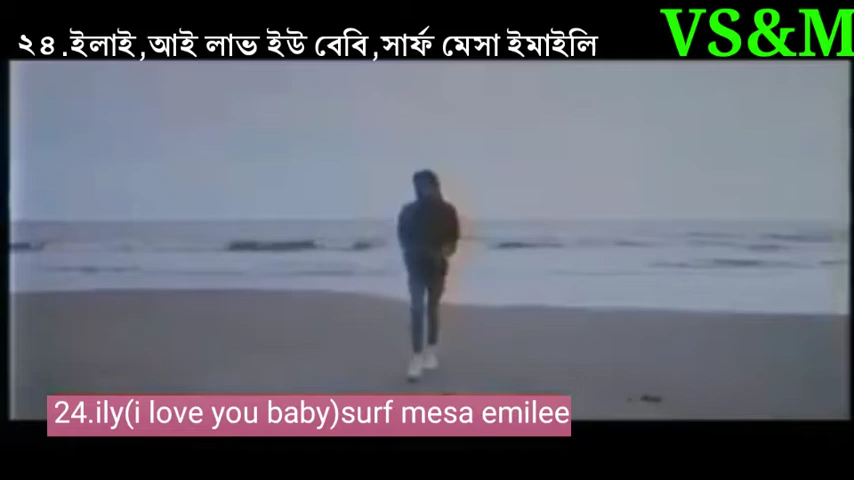 ২৪.ইলাই,আই লাভ ইউ বেবি,সার্ফ মেসা ইমাইলি
VS&M
24.ily(i love you baby)surf mesa emilee